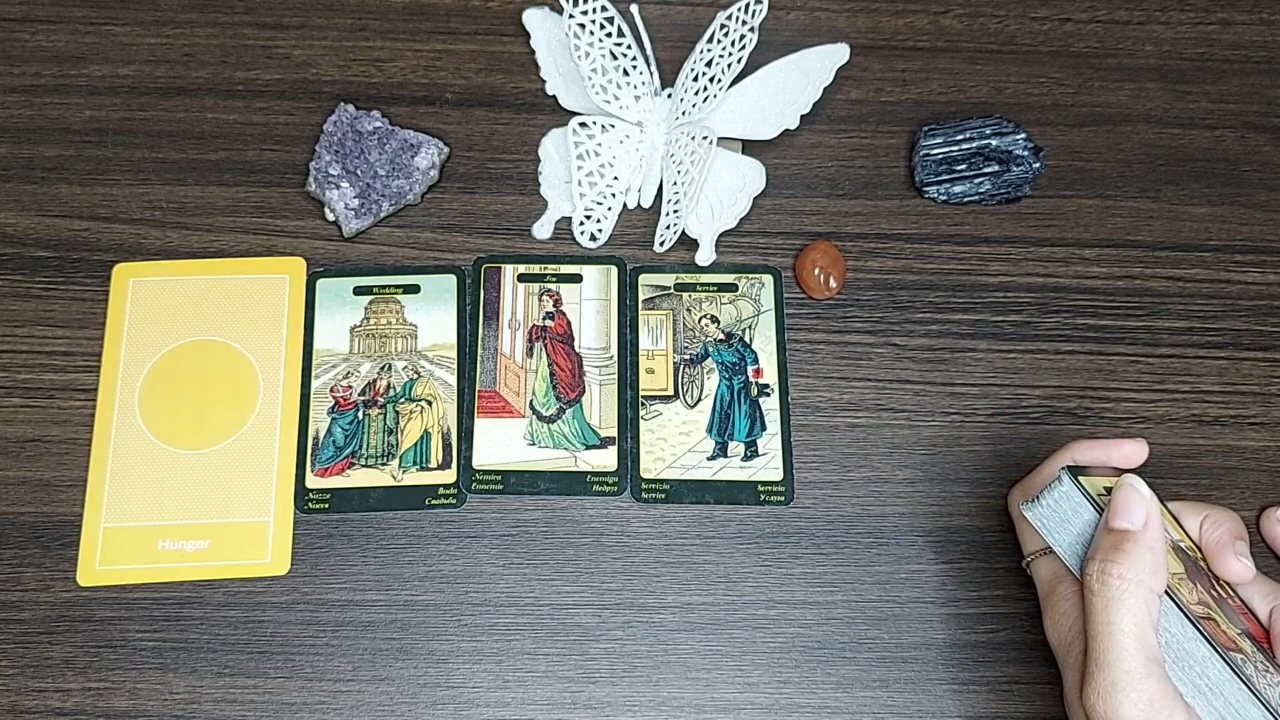 Hunger
Wedding
Nozze
Noces
Boda
Свадьба
Foe
Nemica
Ennemie
Enemiga
Недруг
Service
Servizio
Service
Servicio
Услуга